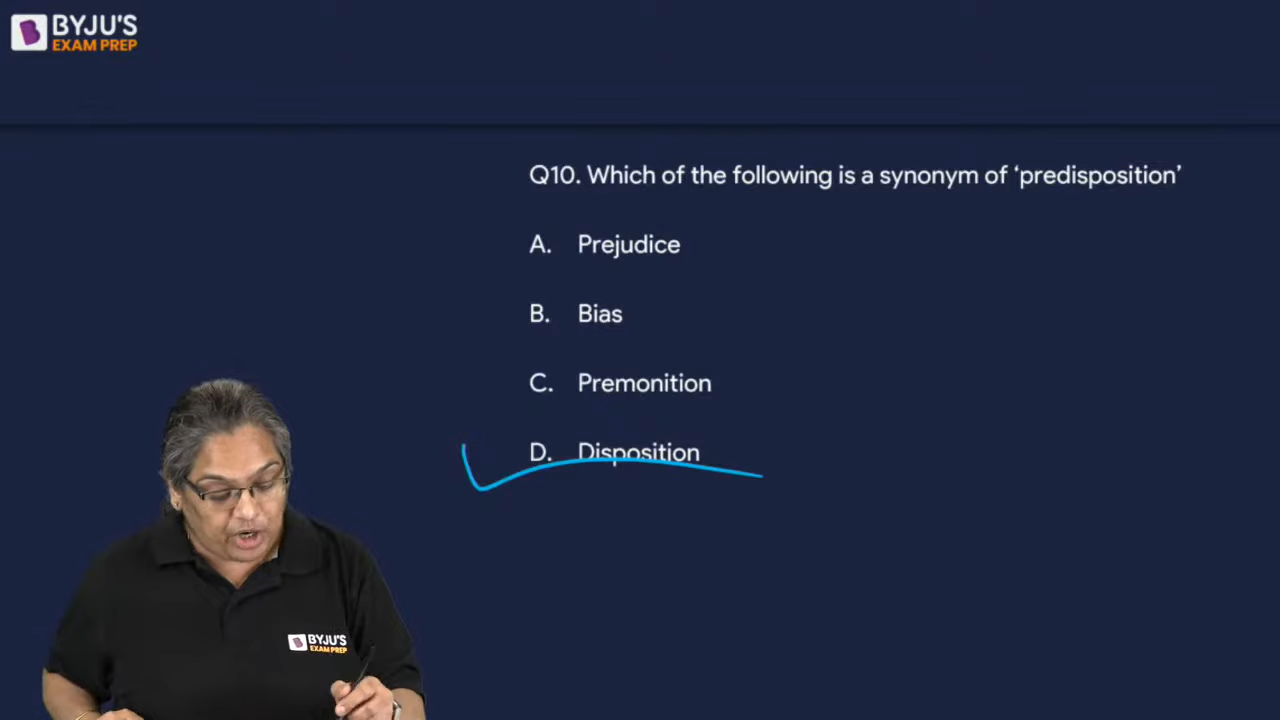 BYJU'S
EXAM PREP
Q10. Which of the following is a synonym of ‘predisposition’
A. Prejudice
B. Bias
C. Premonition
D. Disposition
BYJU'S
EXAM PREP